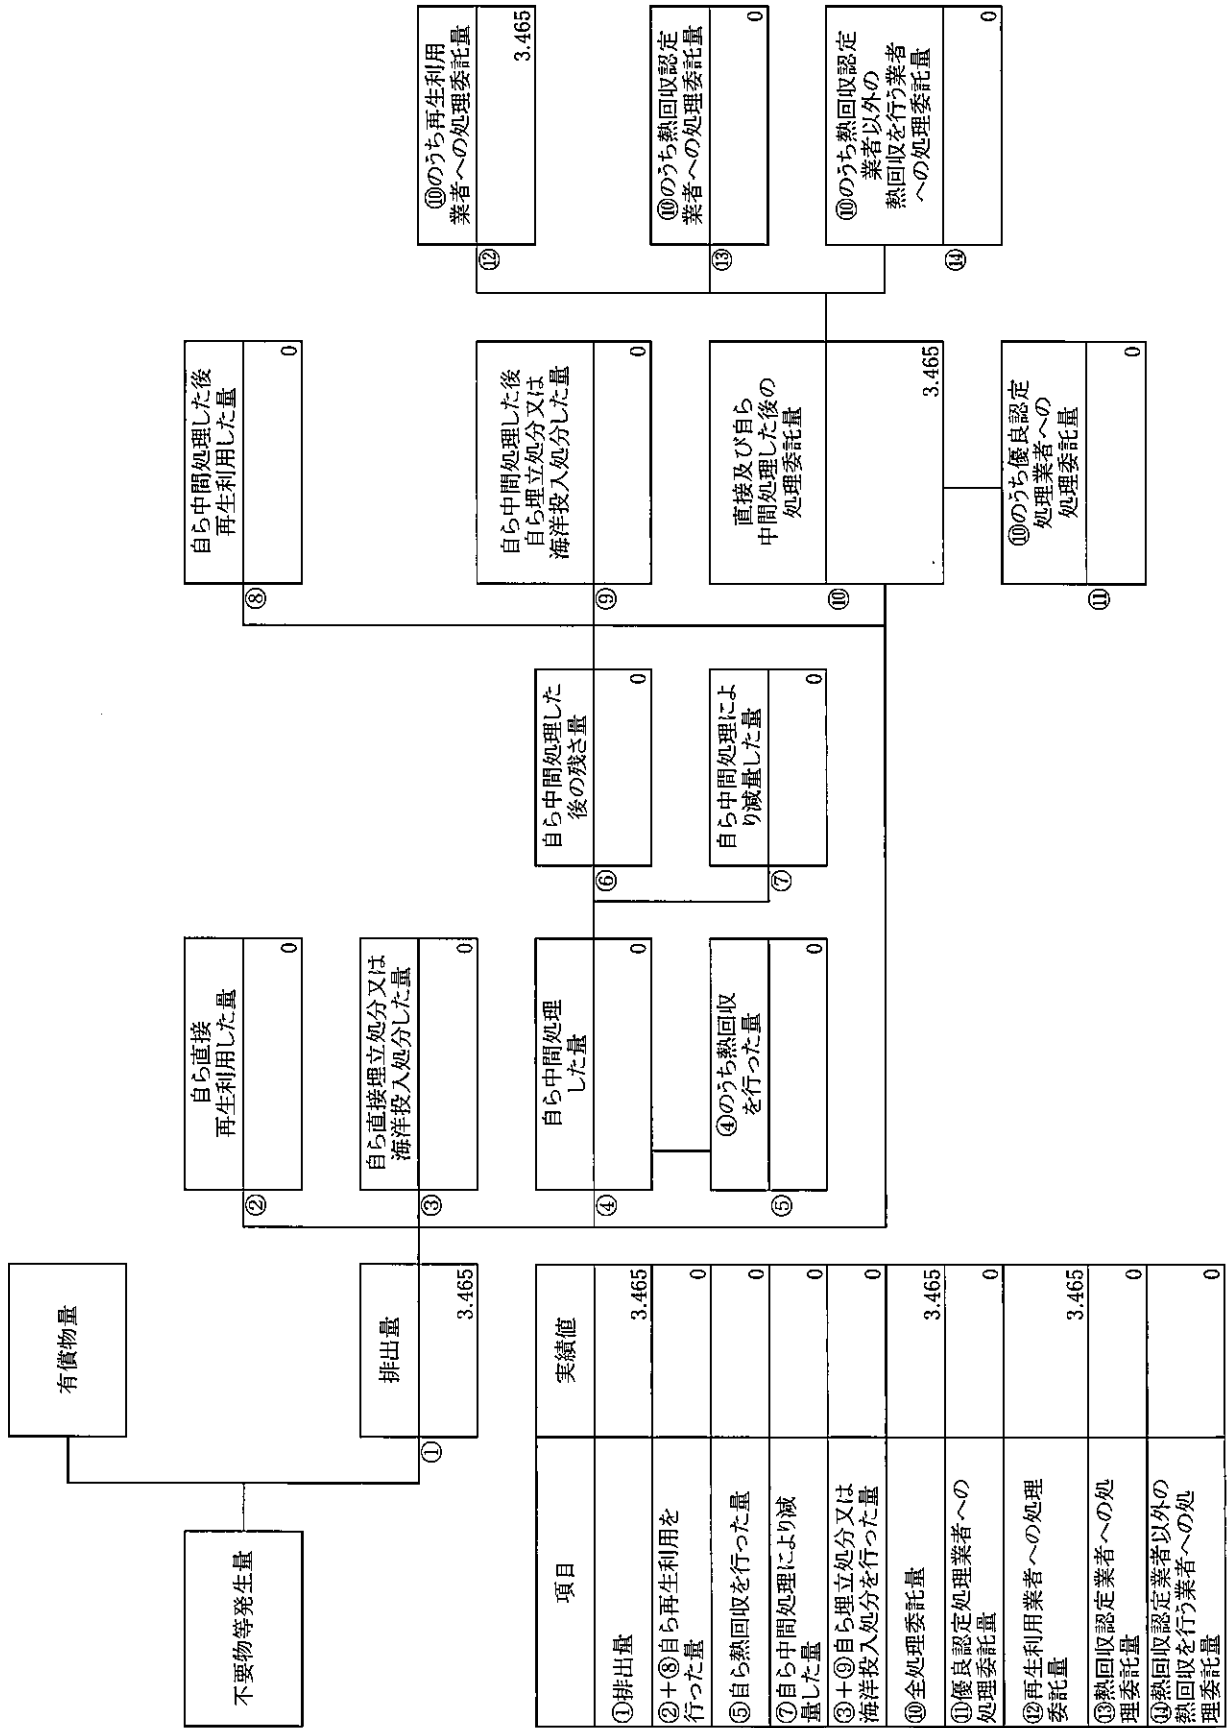 有償物量
不要物等発生量
排出量
①
3.465
自ら直接
再生利用した量
②
0
自ら直接埋立処分又は
海洋投入処分した量
③
0
自ら中間処理
した量
④
0
④のうち熱回収
を行った量
⑤
0
自ら中間処理した
後の残さ量
⑥
0
自ら中間処理によ
り減量した量
⑦
0
自ら中間処理した後
再生利用した量
⑧
0
自ら中間処理した後
自ら埋立処分又は
海洋投入処分した量
⑨
0
直接及び自ら
中間処理した後の
処理委託量
⑩
3.465
⑩のうち優良認定
処理業者への
処理委託量
⑪
0
⑩のうち再生利用
業者への処理委託量
⑫
3.465
⑩のうち熱回収認定
業者への処理委託量
⑬
0
⑩のうち熱回収認定
業者以外の
熱回収を行う業者
への処理委託量
⑭
0
項目 実績値
①排出量 3.465
②+⑧自ら再生利用を
行った量 0
⑤自ら熱回収を行った量 0
⑦自ら中間処理により減
量した量 0
③+⑨自ら埋立処分又は
海洋投入処分を行った量 0
⑩全処理委託量 3.465
⑪優良認定処理業者への
処理委託量 0
⑫再生利用業者への処理
委託量 3.465
⑬熱回収認定業者への処
理委託量 0
⑭熱回収認定業者以外の
熱回収を行う業者への処
理委託量 0